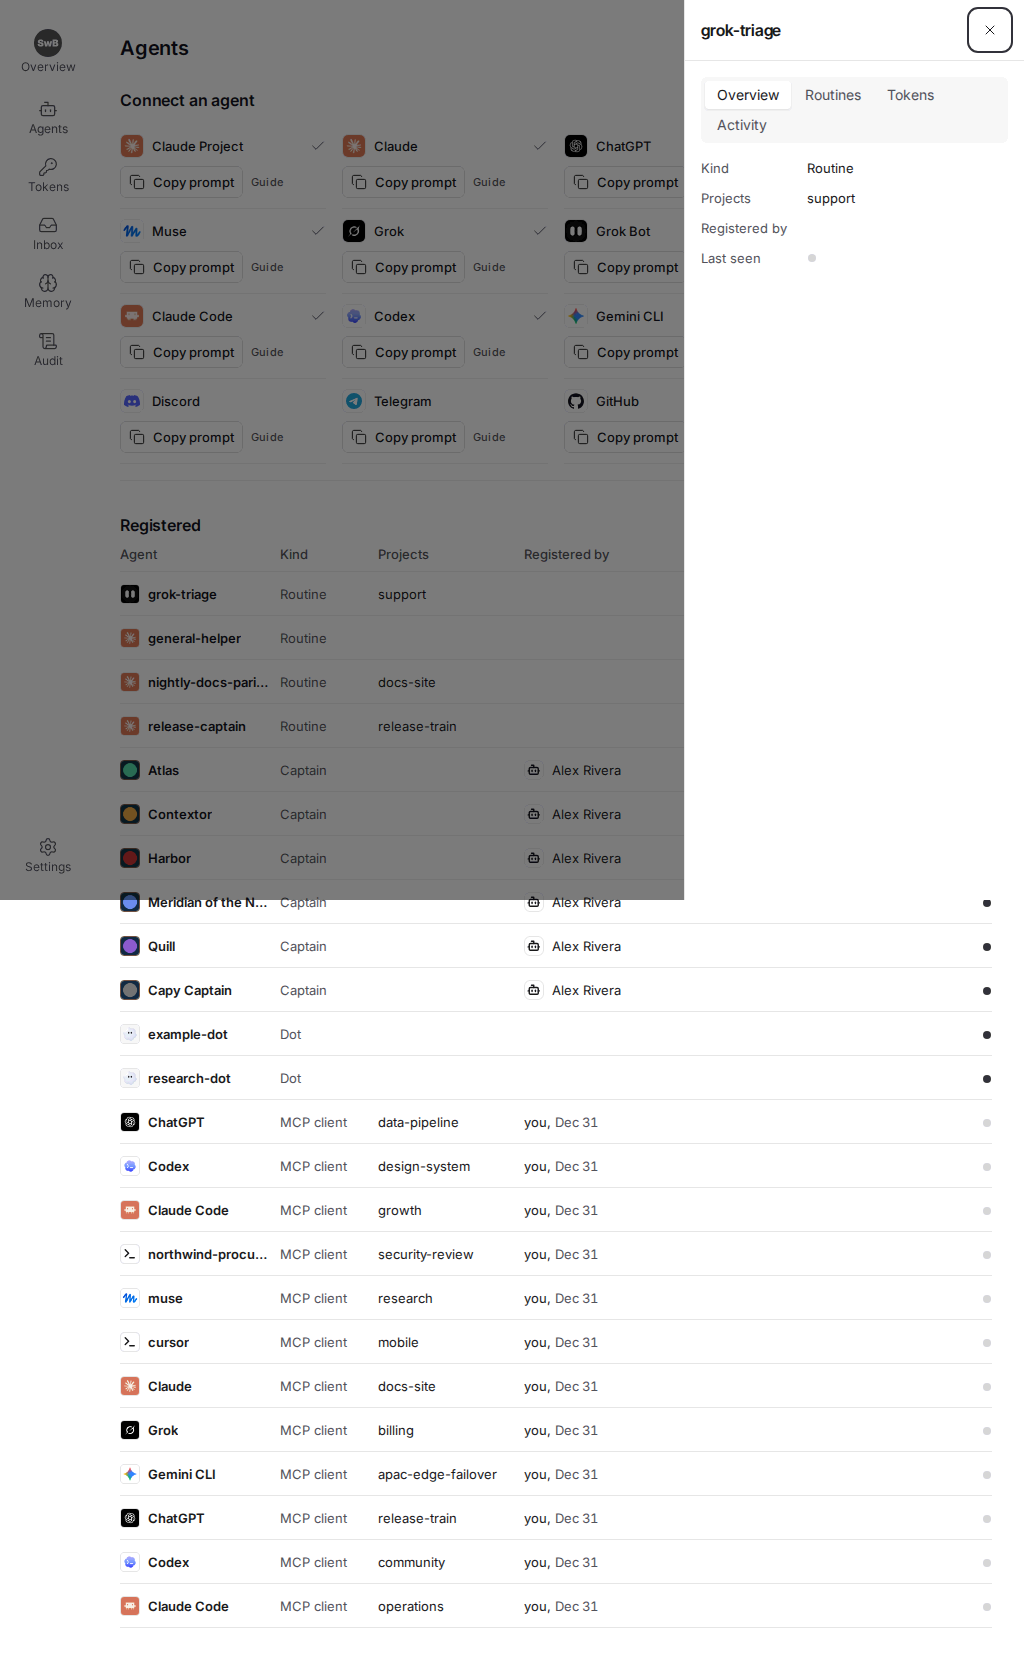 SwB
Overview
Agents
Tokens
Inbox
Memory
Audit
Settings
Agents
Connect an agent
Claude Project
Copy prompt Guide
Claude
Copy prompt Guide
ChatGPT
Copy prompt
Muse
Copy prompt Guide
Grok
Copy prompt Guide
Grok Bot
Copy prompt
Claude Code
Copy prompt Guide
Codex
Copy prompt Guide
Gemini CLI
Copy prompt
Discord
Copy prompt Guide
Telegram
Copy prompt Guide
GitHub
Copy prompt
Registered
Agent Kind Projects Registered by
grok-triage Routine support
general-helper Routine
nightly-docs-pari... Routine docs-site
release-captain Routine release-train
Atlas Captain Alex Rivera
Contextor Captain Alex Rivera
Harbor Captain Alex Rivera
Meridian of the N... Captain Alex Rivera
Quill Captain Alex Rivera
Capy Captain Captain Alex Rivera
example-dot Dot
research-dot Dot
ChatGPT MCP client data-pipeline you, Dec 31
Codex MCP client design-system you, Dec 31
Claude Code MCP client growth you, Dec 31
northwind-procu... MCP client security-review you, Dec 31
muse MCP client research you, Dec 31
cursor MCP client mobile you, Dec 31
Claude MCP client docs-site you, Dec 31
Grok MCP client billing you, Dec 31
Gemini CLI MCP client apac-edge-failover you, Dec 31
ChatGPT MCP client release-train you, Dec 31
Codex MCP client community you, Dec 31
Claude Code MCP client operations you, Dec 31
grok-triage
Overview Routines Tokens
Activity
Kind Routine
Projects support
Registered by
Last seen